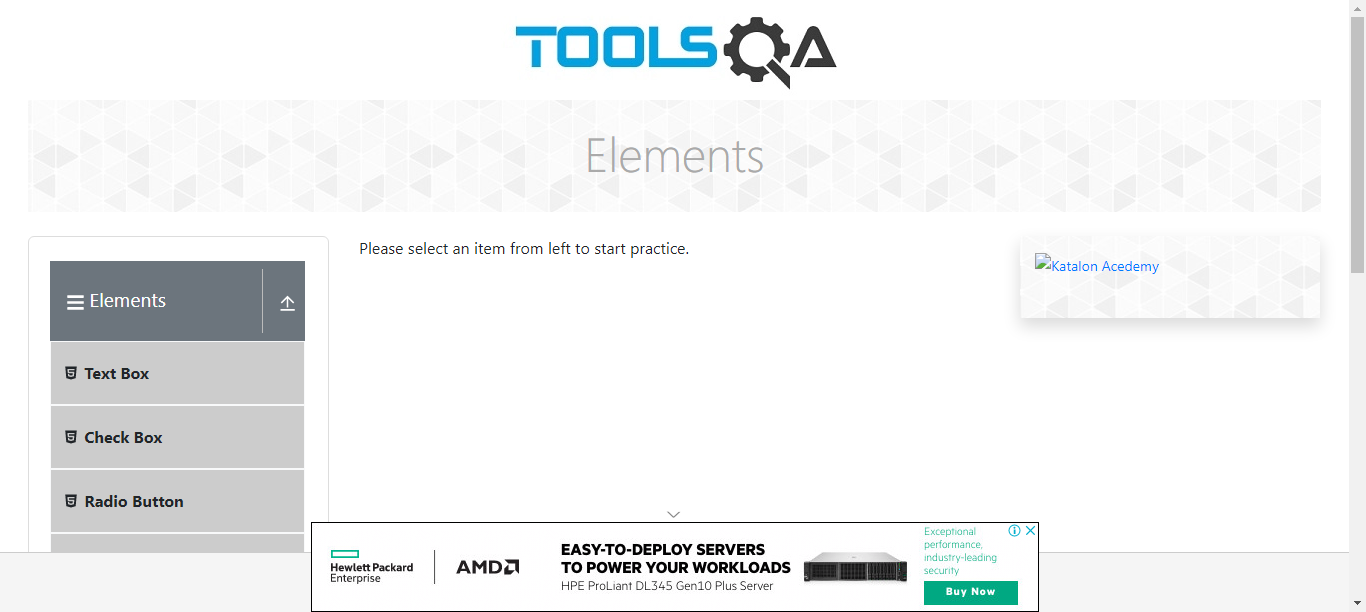 TOOLSQA
Elements
Please select an item from left to start practice.
Katalon Acedemy
Elements
Text Box
Check Box
Radio Button
Hewlett Packard
Enterprise
AMD
EASY-TO-DEPLOY SERVERS
TO POWER YOUR WORKLOADS
HPE ProLiant DL345 Gen10 Plus Server
Exceptional
performance,
industry-leading
security
Buy Now